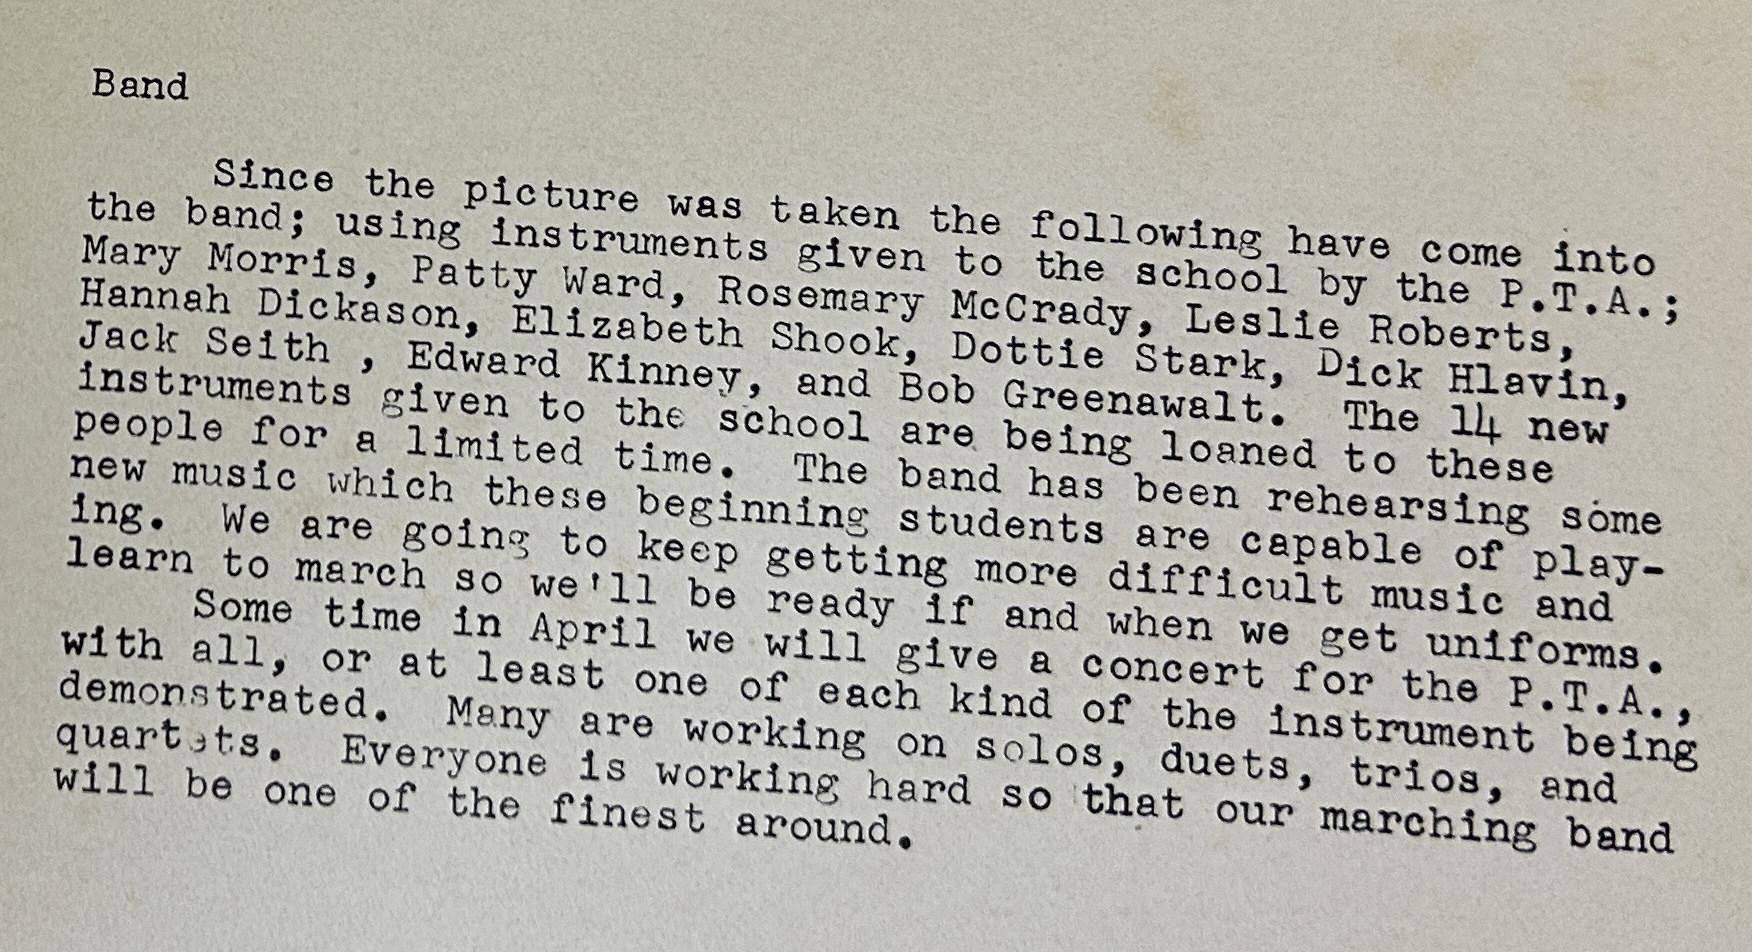 Band
Since the picture was taken the following have come into
the band; using instruments given to the school by the P.T.A.;
Mary Morris, Patty Ward, Rosemary McCrady, Leslie Roberts,
Hannah Dickason, Elizabeth Shook, Dottie Stark, Dick Hlavin,
Jack Seith , Edward Kinney, and Bob Greenawalt. The 14 new
instruments given to the school are being loaned to these
people for a limited time. The band has been rehearsing some
new music which these beginning students are capable of play-
ing. We are going to keep getting more difficult music and
learn to march so we'll be ready if and when we get uniforms.
Some time in April we will give a concert for the P.T.A.,
with all, or at least one of each kind of the instrument being
demonstrated. Many are working on solos, duets, trios, and
quartets. Everyone is working hard so that our marching band
will be one of the finest around.